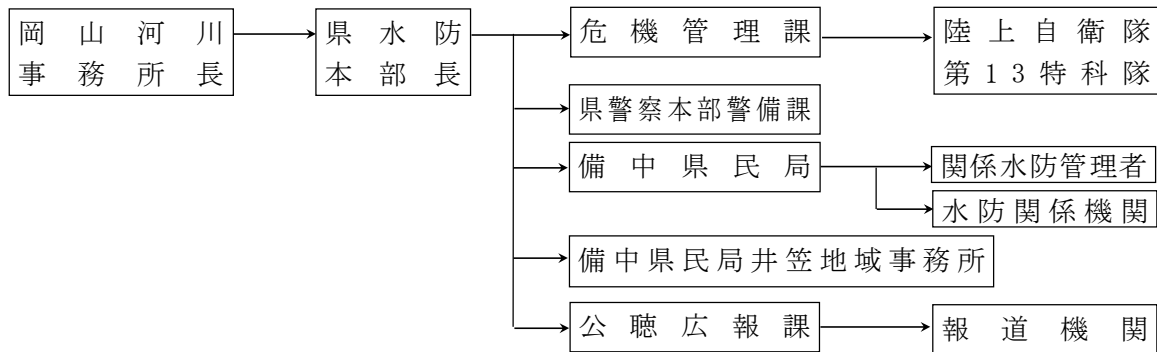 岡山河川
事務所長
県水防
本部長
危機管理課
陸上自衛隊
第13特科隊
県警察本部警備課
備中県民局
関係水防管理者
水防関係機関
備中県民局井笠地域事務所
公聴広報課
報道機関